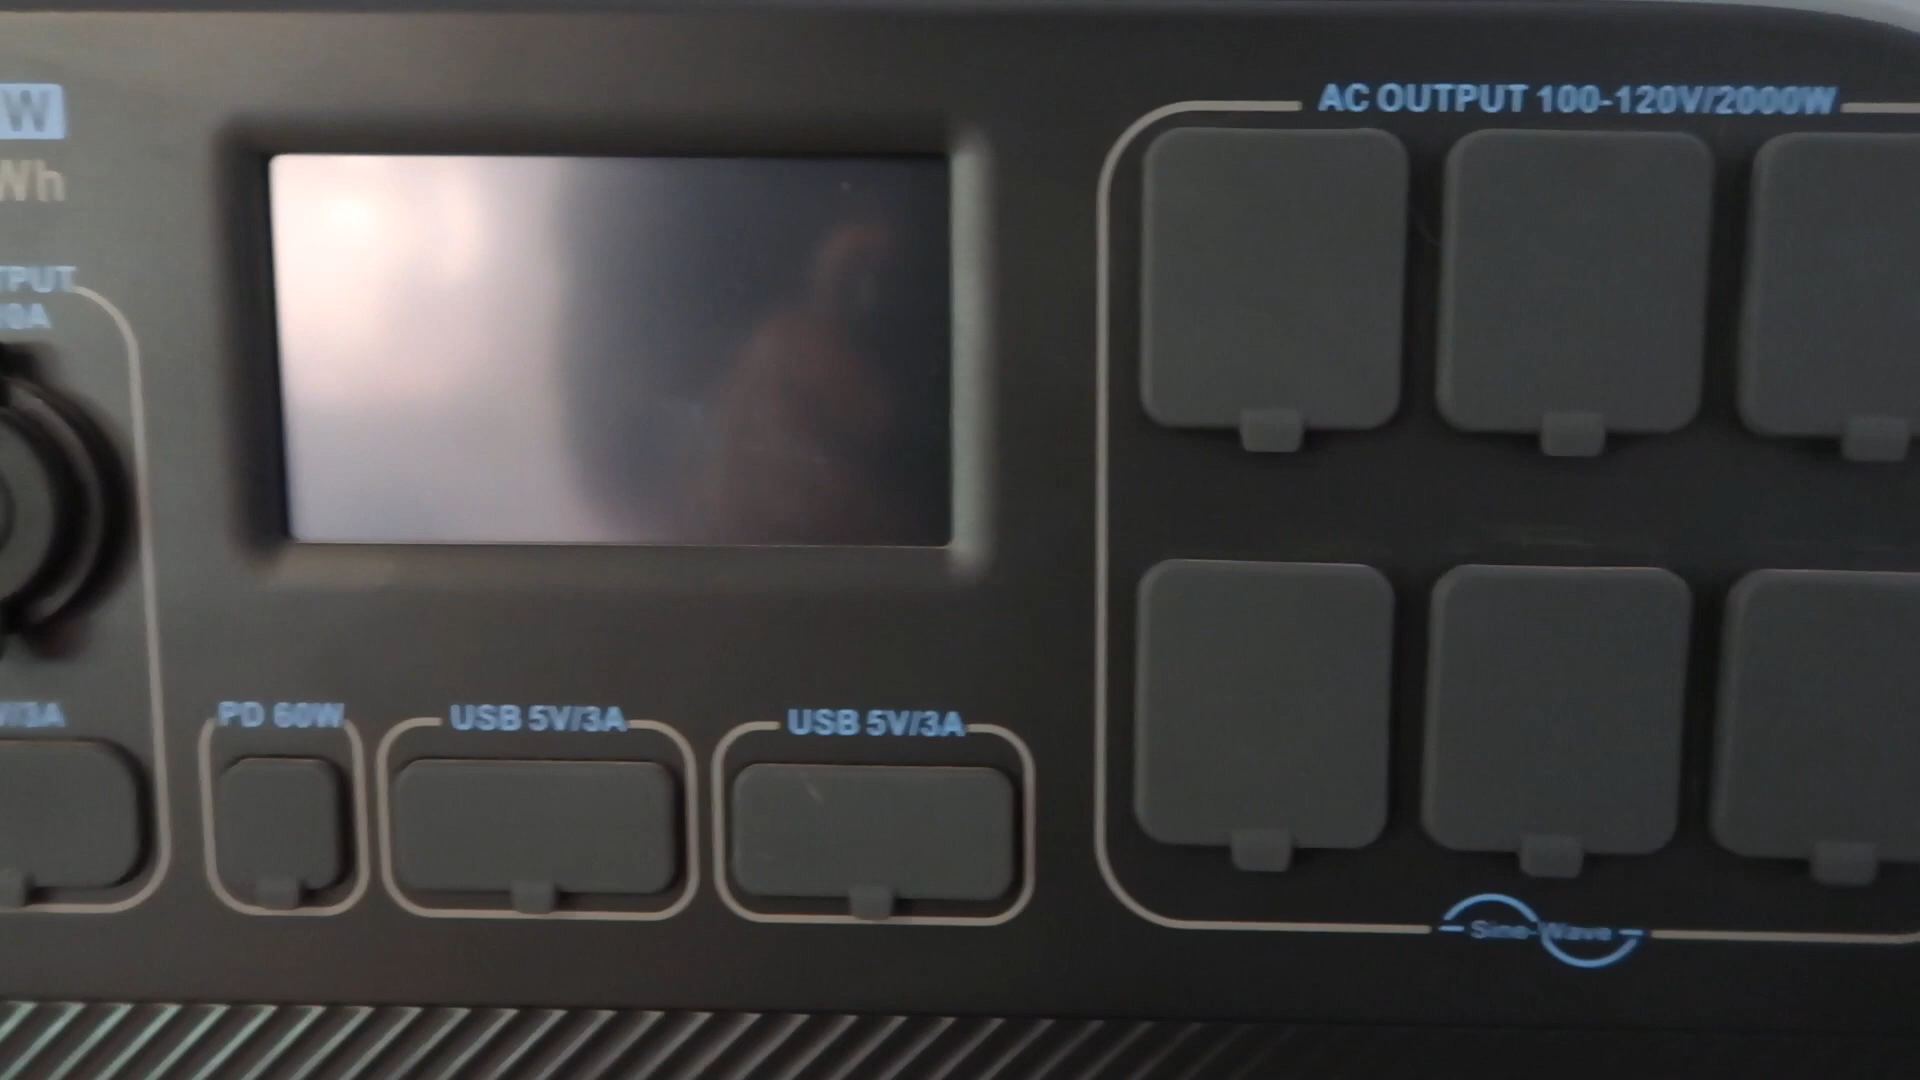 W
Wh
TPUT
0A
V/3A
PD 60W
USB 5V/3A
USB 5V/3A
AC OUTPUT 100-120V/2000W
Sine-Wave